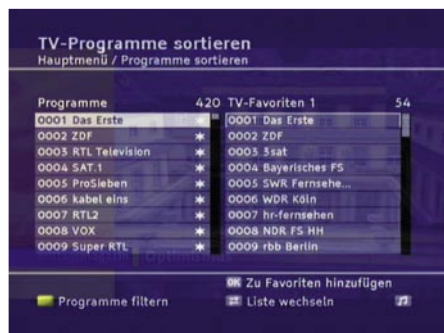 TV-Programme sortieren
Hauptmenü / Programme sortieren
Programme 420
0001 Das Erste
0002 ZDF
0003 RTL Television
0004 SAT.1
0005 ProSieben
0006 kabel eins
0007 RTL2
0008 VOX
0009 Super RTL
TV-Favoriten 1 54
0001 Das Erste
0002 ZDF
0003 3sat
0004 Bayerisches FS
0005 SWR Fernsehe...
0006 WDR Köln
0007 hr-fernsehen
0008 NDR FS HH
0009 rbb Berlin
OK Zu Favoriten hinzufügen
Programme filtern
Liste wechseln